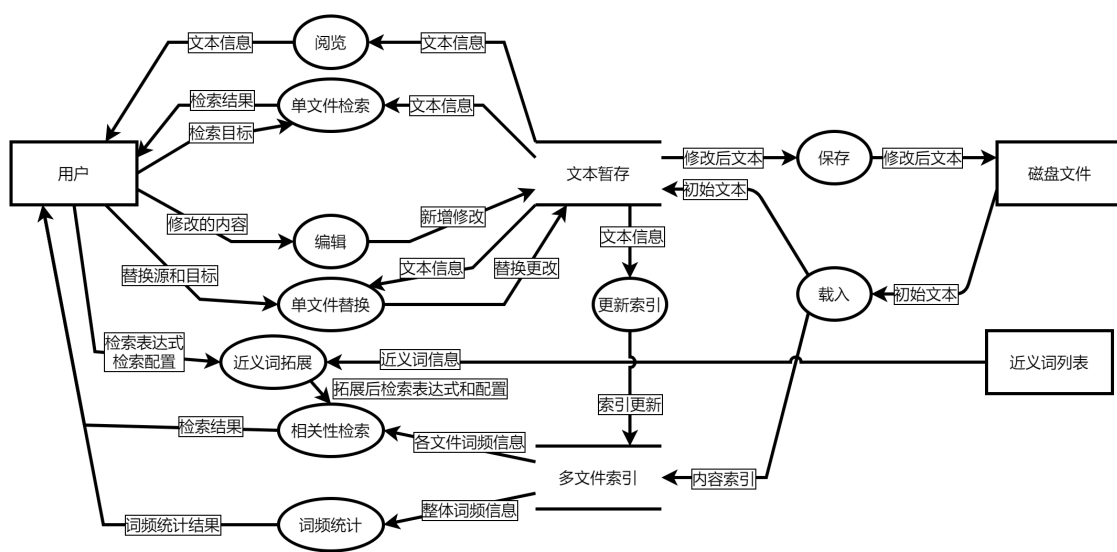 文本信息
阅览
文本信息
检索结果
单文件检索
文本信息
检索目标
用户
文本暂存
修改后文本
保存
修改后文本
磁盘文件
初始文本
修改的内容
编辑
新增修改
文本信息
替换源和目标
文本信息
替换更改
单文件替换
更新索引
载入
初始文本
检索表达式
检索配置
近义词拓展
近义词信息
近义词列表
拓展后检索表达式和配置
索引更新
检索结果
相关性检索
各文件词频信息
多文件索引
内容索引
整体词频信息
词频统计结果
词频统计